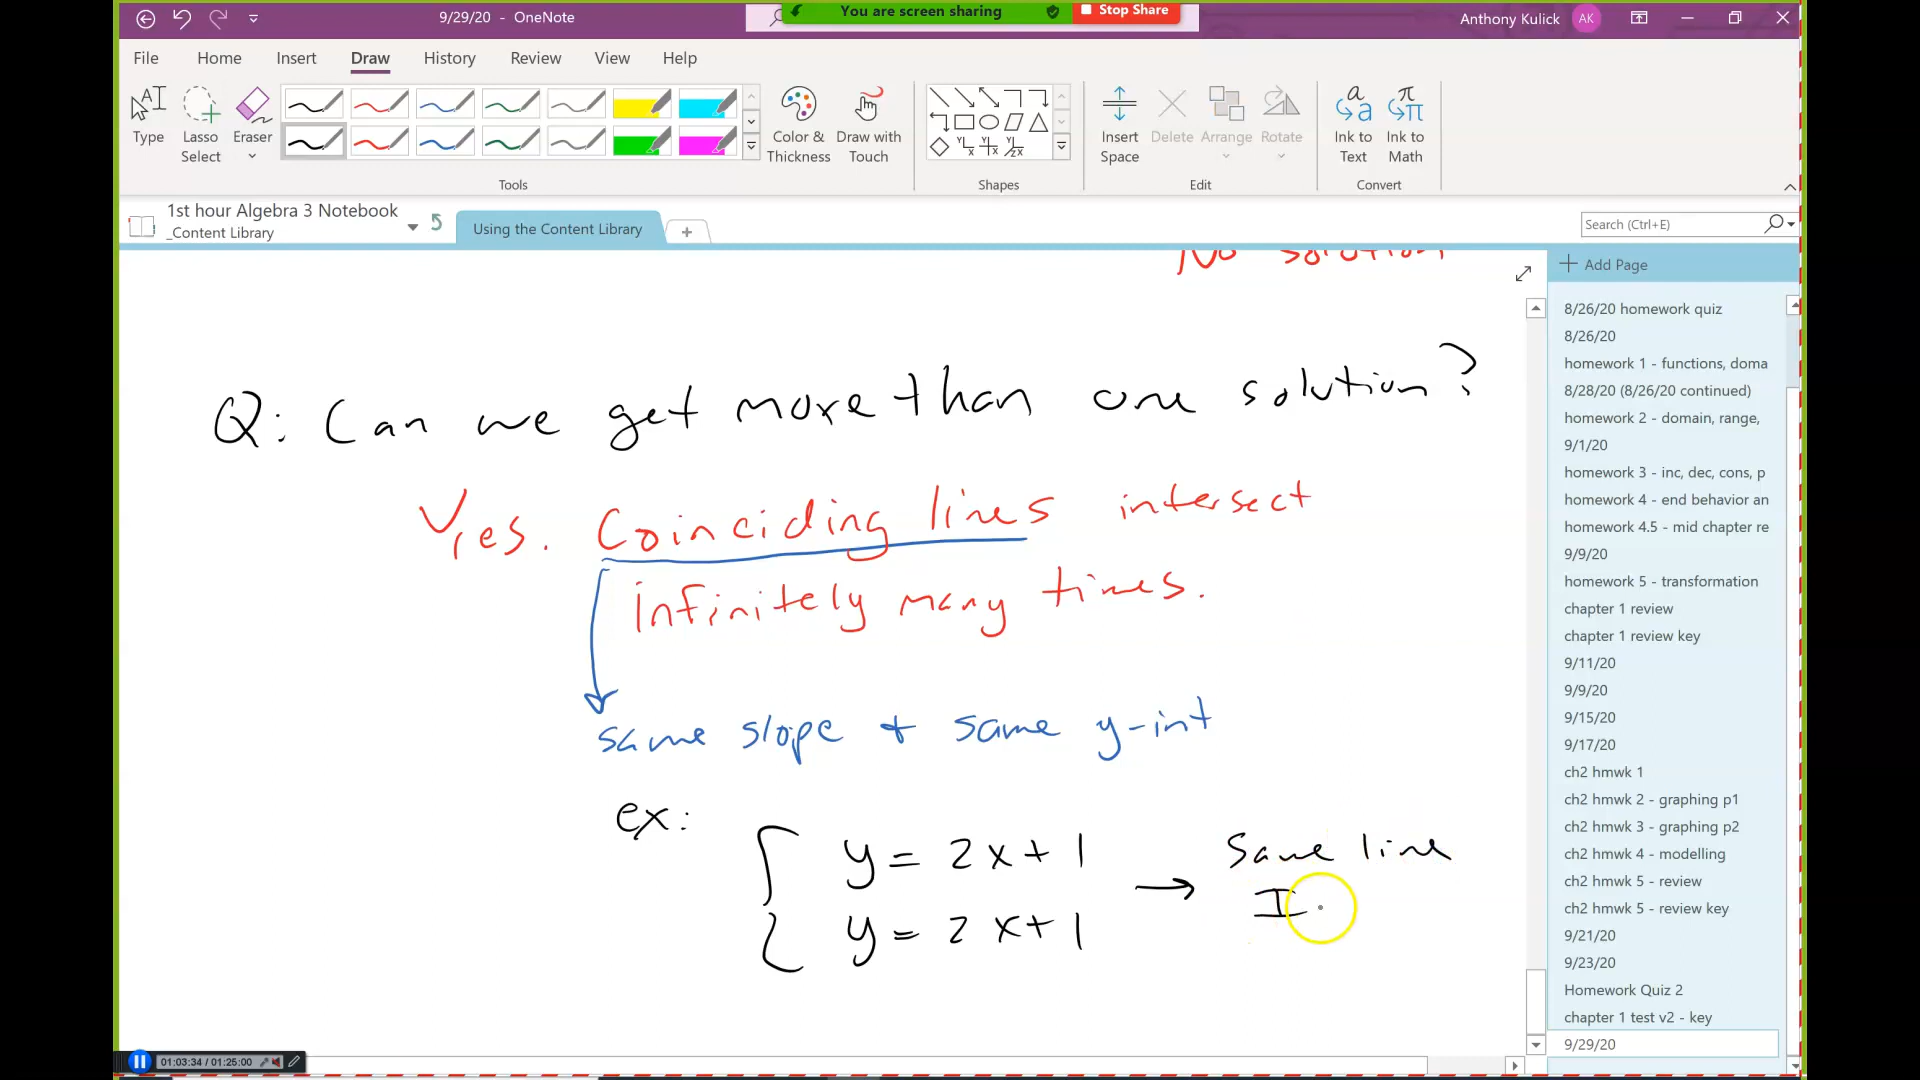 9/29/20 - OneNote
You are screen sharing
Stop Share
Anthony Kulick
AK
File Home Insert Draw History Review View Help
Type
Lasso Select
Eraser
Color & Thickness
Draw with Touch
Insert Space
Delete
Arrange
Rotate
Ink to Text
Ink to Math
Tools
Shapes
Edit
Convert
1st hour Algebra 3 Notebook
_Content Library
Using the Content Library
Search (Ctrl+E)
No solution
Q: Can we get more than one solution?
Yes. Coinciding lines intersect
infinitely many times.
same slope + same y-int
ex:
y = 2x+1
y = 2x+1
→ Same line
I
Add Page
8/26/20 homework quiz
8/26/20
homework 1 - functions, doma
8/28/20 (8/26/20 continued)
homework 2 - domain, range,
9/1/20
homework 3 - inc, dec, cons, p
homework 4 - end behavior an
homework 4.5 - mid chapter re
9/9/20
homework 5 - transformation
chapter 1 review
chapter 1 review key
9/11/20
9/9/20
9/15/20
9/17/20
ch2 hmwk 1
ch2 hmwk 2 - graphing p1
ch2 hmwk 3 - graphing p2
ch2 hmwk 4 - modelling
ch2 hmwk 5 - review
ch2 hmwk 5 - review key
9/21/20
9/23/20
Homework Quiz 2
chapter 1 test v2 - key
9/29/20
01:03:34 / 01:25:00